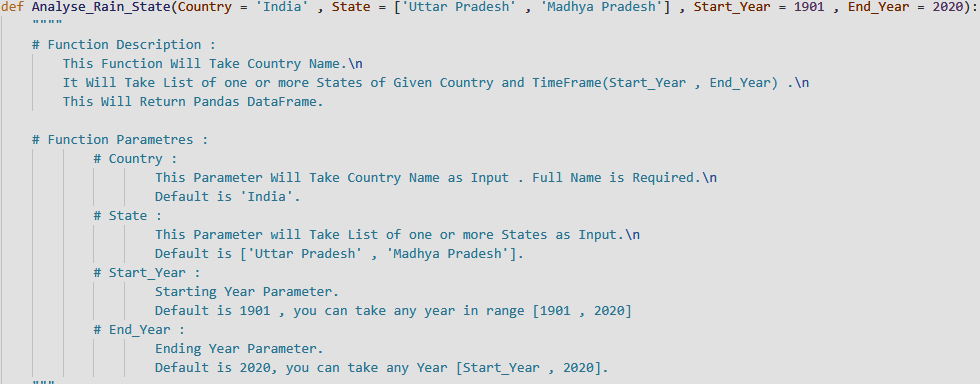 def Analyse_Rain_State(Country = 'India' , State = ['Uttar Pradesh' , 'Madhya Pradesh'] , Start_Year = 1901 , End_Year = 2020):
""""
# Function Description :
This Function Will Take Country Name.\n
It Will Take List of one or more States of Given Country and TimeFrame(Start_Year , End_Year) .\n
This Will Return Pandas DataFrame.
# Function Parametres :
# Country :
This Parameter Will Take Country Name as Input . Full Name is Required.\n
Default is 'India'.
# State :
This Parameter will Take List of one or more States as Input.\n
Default is ['Uttar Pradesh' , 'Madhya Pradesh'].
# Start_Year :
Starting Year Parameter.
Default is 1901 , you can take any year in range [1901 , 2020]
# End_Year :
Ending Year Parameter.
Default is 2020, you can take any Year [Start_Year , 2020].
"""